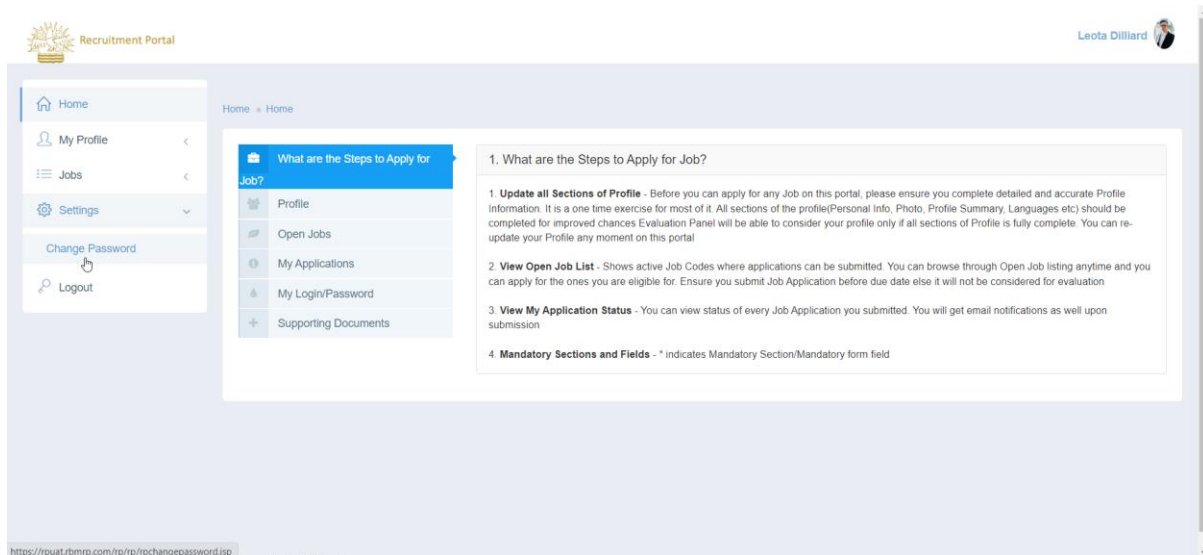 Recruitment Portal
Leota Dilliard
Home
My Profile
Jobs
Settings
Change Password
Logout
Home Home
What are the Steps to Apply for
Job?
Profile
Open Jobs
My Applications
My Login/Password
Supporting Documents
1. What are the Steps to Apply for Job?
1. Update all Sections of Profile - Before you can apply for any Job on this portal, please ensure you complete detailed and accurate Profile
Information. It is a one time exercise for most of it. All sections of the profile(Personal Info, Photo, Profile Summary, Languages etc) should be
completed for improved chances Evaluation Panel will be able to consider your profile only if all sections of Profile is fully complete. You can re-
update your Profile any moment on this portal
2. View Open Job List - Shows active Job Codes where applications can be submitted. You can browse through Open Job listing anytime and you
can apply for the ones you are eligible for. Ensure you submit Job Application before due date else it will not be considered for evaluation
3. View My Application Status - You can view status of every Job Application you submitted. You will get email notifications as well upon
submission
4. Mandatory Sections and Fields - * indicates Mandatory Section/Mandatory form field
https://rpuat.rbmrp.com/rp/rp/rpchangepassword.jsp